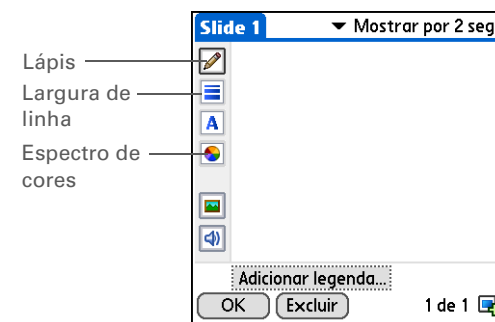 Slide 1
Mostrar por 2 seg
Lápis
Largura de
linha
A
Espectro de
cores
Adicionar legenda...
OK
Excluir
1 de 1